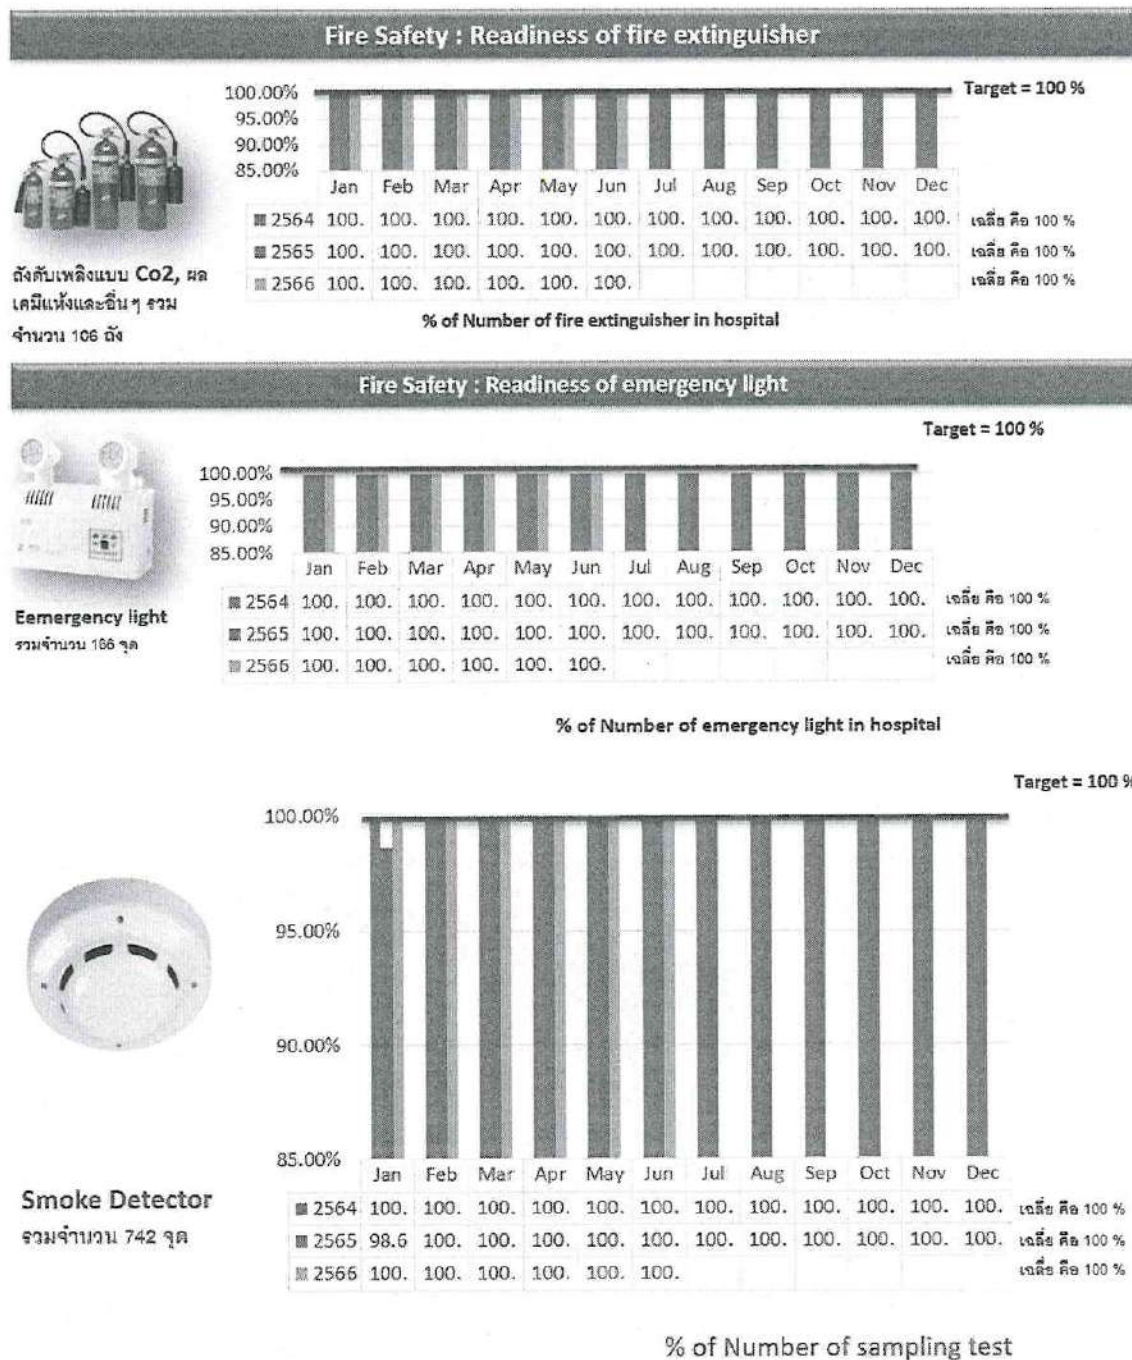 Fire Safety : Readiness of fire extinguisher
Target = 100 %
100.00%
95.00%
90.00%
85.00%
Jan Feb Mar Apr May Jun Jul Aug Sep Oct Nov Dec
2564 100. 100. 100. 100. 100. 100. 100. 100. 100. 100. 100. 100. เฉลี่ย คือ 100 %
2565 100. 100. 100. 100. 100. 100. 100. 100. 100. 100. 100. 100. เฉลี่ย คือ 100 %
2566 100. 100. 100. 100. 100. 100. เฉลี่ย คือ 100 %
ถังดับเพลิงแบบ Co2, ผล
เคมีแห้งและอื่นๆ รวม
จำนวน 106 ถัง
% of Number of fire extinguisher in hospital
Fire Safety : Readiness of emergency light
Target = 100 %
100.00%
95.00%
90.00%
85.00%
Jan Feb Mar Apr May Jun Jul Aug Sep Oct Nov Dec
2564 100. 100. 100. 100. 100. 100. 100. 100. 100. 100. 100. 100. เฉลี่ย คือ 100 %
2565 100. 100. 100. 100. 100. 100. 100. 100. 100. 100. 100. 100. เฉลี่ย คือ 100 %
2566 100. 100. 100. 100. 100. 100. เฉลี่ย คือ 100 %
Eemergency light
รวมจำนวน 166 จุด
% of Number of emergency light in hospital
Target = 100 %
100.00%
95.00%
90.00%
85.00%
Jan Feb Mar Apr May Jun Jul Aug Sep Oct Nov Dec
2564 100. 100. 100. 100. 100. 100. 100. 100. 100. 100. 100. 100. เฉลี่ย คือ 100 %
2565 98.6 100. 100. 100. 100. 100. 100. 100. 100. 100. 100. 100. เฉลี่ย คือ 100 %
2566 100. 100. 100. 100. 100. 100. เฉลี่ย คือ 100 %
Smoke Detector
รวมจำนวน 742 จุด
% of Number of sampling test